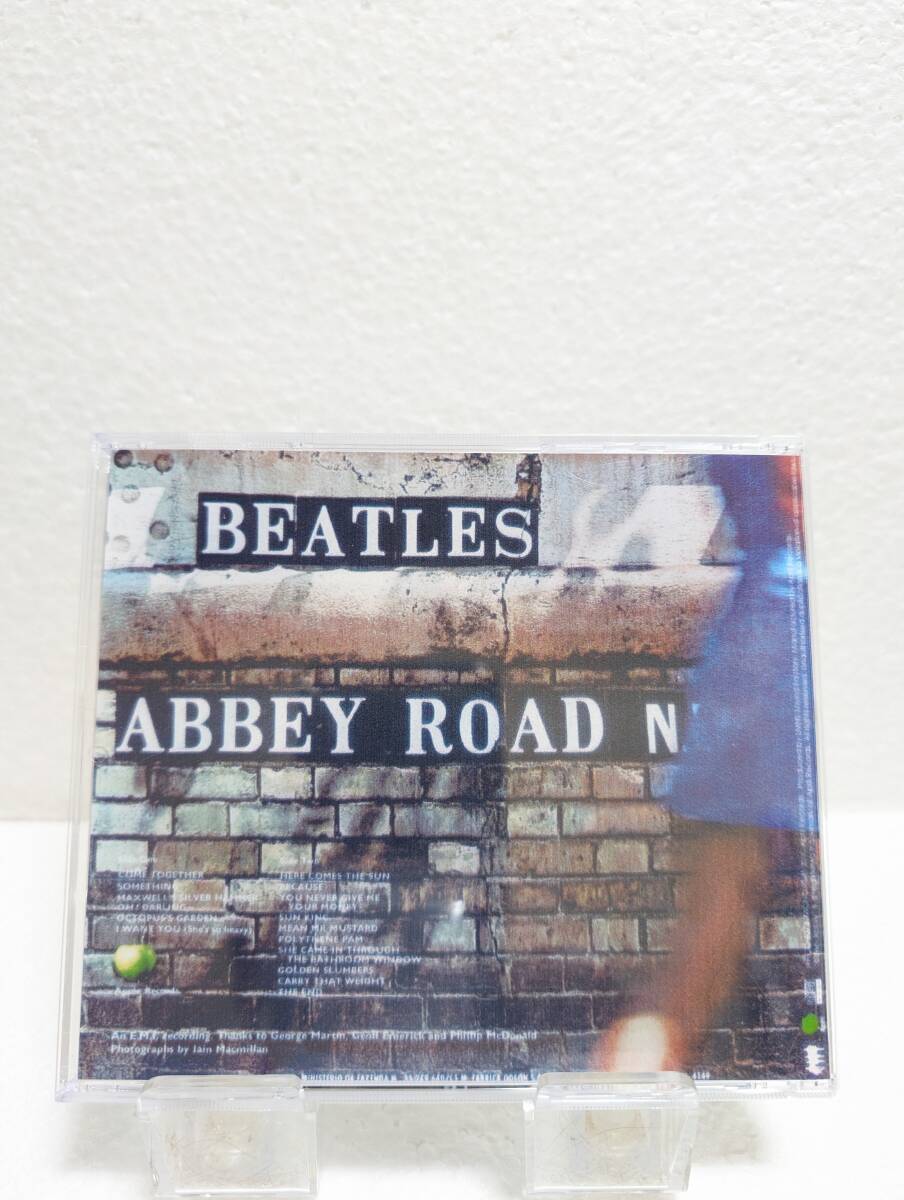 BEATLES
ABBEY ROAD N
COME TOGETHER
SOMETHING
MAXWELL'S SILVER HAMMER
OH! DARLING
OCTOPUS'S GARDEN
I WANT YOU (She's so heavy)
HERE COMES THE SUN
BECAUSE
YOU NEVER GIVE ME
YOUR MONEY
SUN KING
MEAN MR MUSTARD
POLYTHENE PAM
SHE CAME IN THROUGH
THE BATHROOM WINDOW
GOLDEN SLUMBERS
CARRY THAT WEIGHT
THE END
Apple Records
An E.M.I. recording. Thanks to George Martin, Geoff Emerick and Phillip McDonald
Photographs by Iain Macmillan